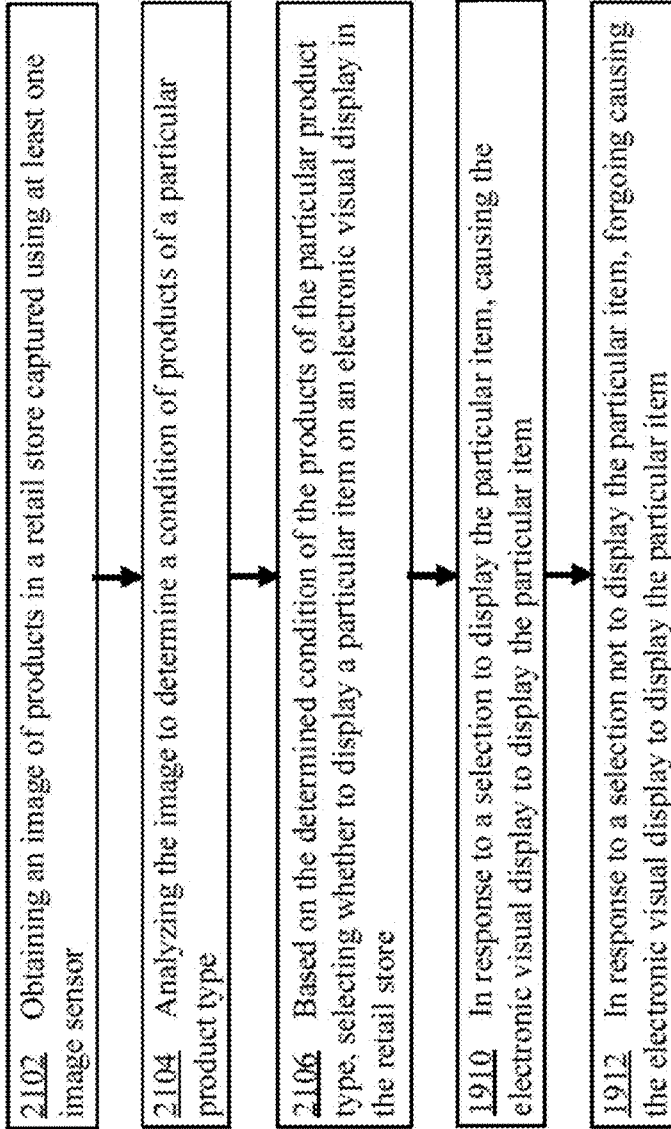 2102 Obtaining an image of products in a retail store captured using at least one
image sensor
2104 Analyzing the image to determine a condition of products of a particular
product type
2106 Based on the determined condition of the products of the particular product
type, selecting whether to display a particular item on an electronic visual display in
the retail store
1910 In response to a selection to display the particular item, causing the
electronic visual display to display the particular item
1912 In response to a selection not to display the particular item, forgoing causing
the electronic visual display to display the particular item